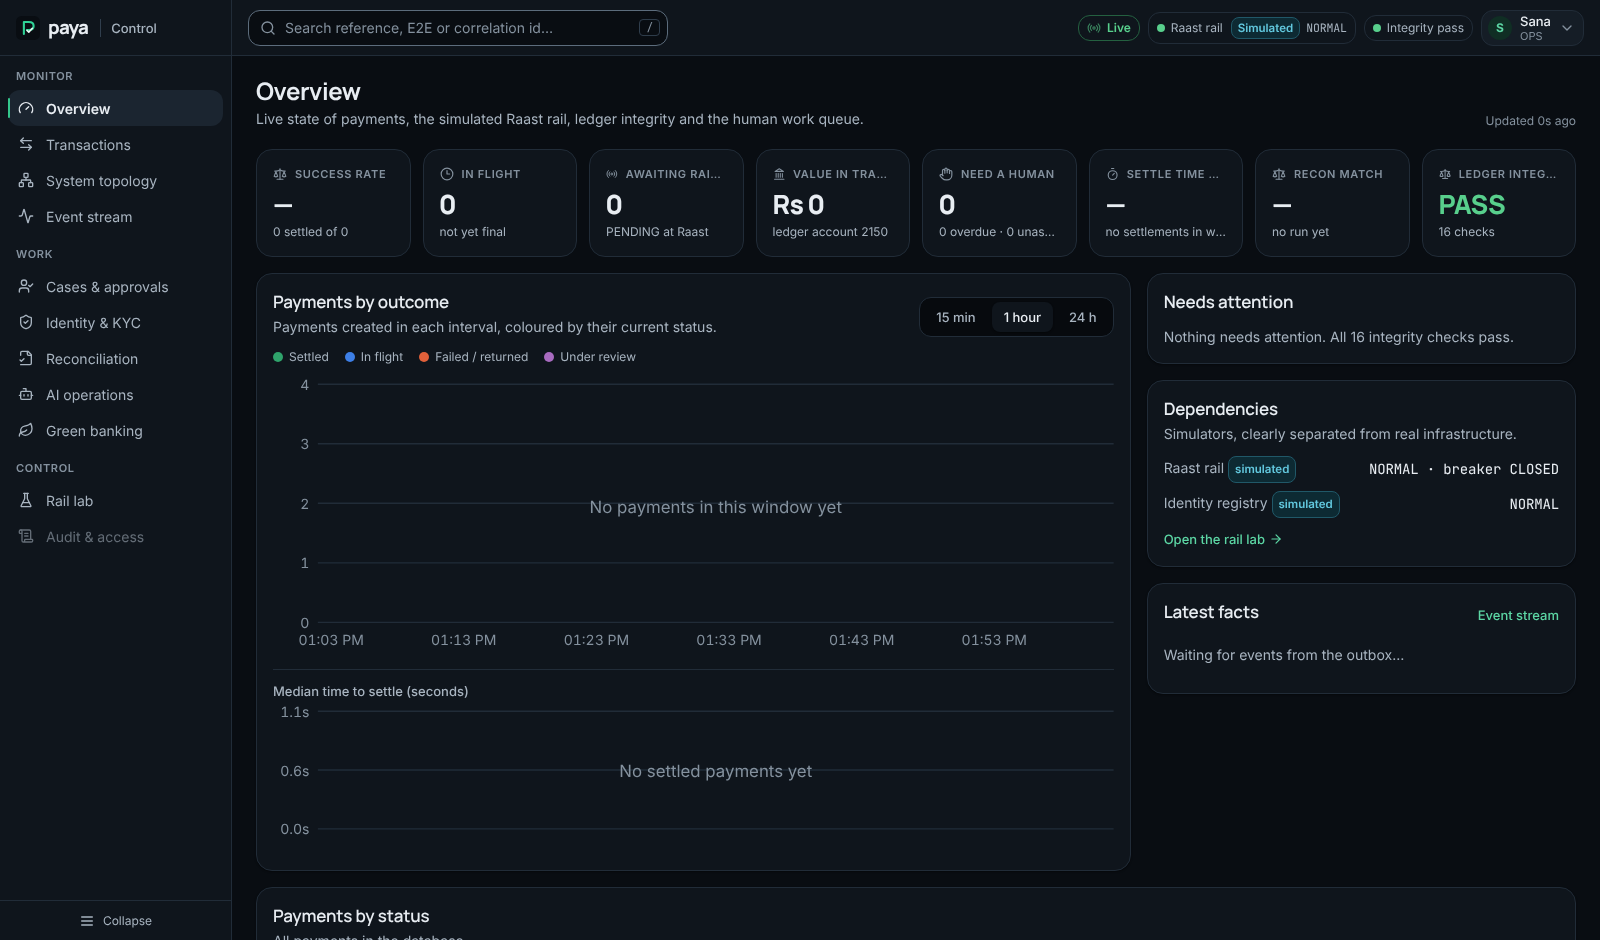 paya
Control
Search reference, E2E or correlation id...
/
Live
Raast rail
Simulated
NORMAL
Integrity pass
S
Sana
OPS
MONITOR
Overview
Transactions
System topology
Event stream
WORK
Cases & approvals
Identity & KYC
Reconciliation
AI operations
Green banking
CONTROL
Rail lab
Audit & access
Collapse
Overview
Live state of payments, the simulated Raast rail, ledger integrity and the human work queue.
Updated 0s ago
SUCCESS RATE
—
0 settled of 0
IN FLIGHT
0
not yet final
AWAITING RAI...
0
PENDING at Raast
VALUE IN TRA...
Rs 0
ledger account 2150
NEED A HUMAN
0
0 overdue · 0 unas...
SETTLE TIME ...
—
no settlements in w...
RECON MATCH
—
no run yet
LEDGER INTEG...
PASS
16 checks
Payments by outcome
Payments created in each interval, coloured by their current status.
15 min
1 hour
24 h
Settled
In flight
Failed / returned
Under review
4
3
2
1
0
No payments in this window yet
01:03 PM
01:13 PM
01:23 PM
01:33 PM
01:43 PM
01:53 PM
Median time to settle (seconds)
1.1s
0.6s
0.0s
No settled payments yet
Needs attention
Nothing needs attention. All 16 integrity checks pass.
Dependencies
Simulators, clearly separated from real infrastructure.
Raast rail simulated NORMAL · breaker CLOSED
Identity registry simulated NORMAL
Open the rail lab →
Latest facts
Event stream
Waiting for events from the outbox...
Payments by status
All payments in the database